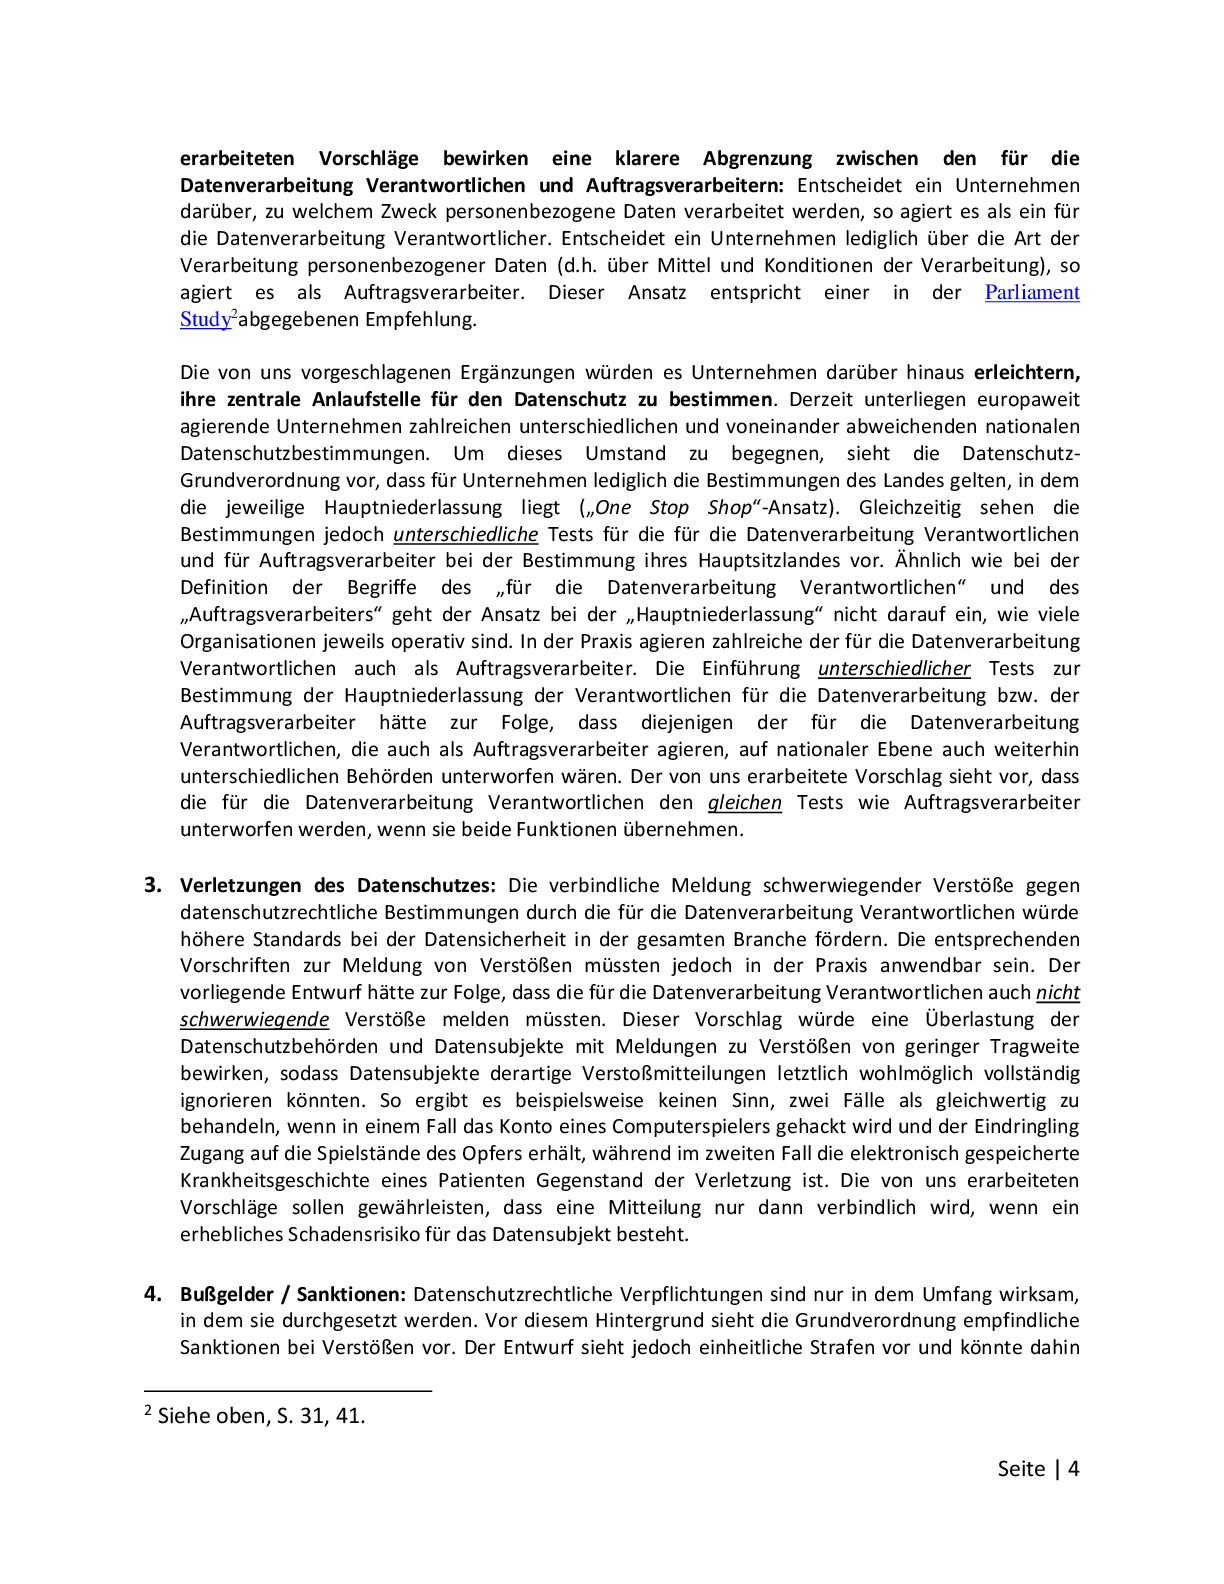 erarbeiteten Vorschläge bewirken eine klarere Abgrenzung zwischen den für die
Datenverarbeitung Verantwortlichen und Auftragsverarbeitern: Entscheidet ein Unternehmen
darüber, zu welchem Zweck personenbezogene Daten verarbeitet werden, so agiert es als ein für
die Datenverarbeitung Verantwortlicher. Entscheidet ein Unternehmen lediglich über die Art der
Verarbeitung personenbezogener Daten (d.h. über Mittel und Konditionen der Verarbeitung), so
agiert es als Auftragsverarbeiter. Dieser Ansatz entspricht einer in der Parliament
Study²abgegebenen Empfehlung.
Die von uns vorgeschlagenen Ergänzungen würden es Unternehmen darüber hinaus erleichtern,
ihre zentrale Anlaufstelle für den Datenschutz zu bestimmen. Derzeit unterliegen europaweit
agierende Unternehmen zahlreichen unterschiedlichen und voneinander abweichenden nationalen
Datenschutzbestimmungen. Um dieses Umstand zu begegnen, sieht die Datenschutz-
Grundverordnung vor, dass für Unternehmen lediglich die Bestimmungen des Landes gelten, in dem
die jeweilige Hauptniederlassung liegt („One Stop Shop“-Ansatz). Gleichzeitig sehen die
Bestimmungen jedoch unterschiedliche Tests für die für die Datenverarbeitung Verantwortlichen
und für Auftragsverarbeiter bei der Bestimmung ihres Hauptsitzlandes vor. Ähnlich wie bei der
Definition der Begriffe des „für die Datenverarbeitung Verantwortlichen“ und des
„Auftragsverarbeiters“ geht der Ansatz bei der „Hauptniederlassung“ nicht darauf ein, wie viele
Organisationen jeweils operativ sind. In der Praxis agieren zahlreiche der für die Datenverarbeitung
Verantwortlichen auch als Auftragsverarbeiter. Die Einführung unterschiedlicher Tests zur
Bestimmung der Hauptniederlassung der Verantwortlichen für die Datenverarbeitung bzw. der
Auftragsverarbeiter hätte zur Folge, dass diejenigen der für die Datenverarbeitung
Verantwortlichen, die auch als Auftragsverarbeiter agieren, auf nationaler Ebene auch weiterhin
unterschiedlichen Behörden unterworfen wären. Der von uns erarbeitete Vorschlag sieht vor, dass
die für die Datenverarbeitung Verantwortlichen den gleichen Tests wie Auftragsverarbeiter
unterworfen werden, wenn sie beide Funktionen übernehmen.
3. Verletzungen des Datenschutzes: Die verbindliche Meldung schwerwiegender Verstöße gegen
datenschutzrechtliche Bestimmungen durch die für die Datenverarbeitung Verantwortlichen würde
höhere Standards bei der Datensicherheit in der gesamten Branche fördern. Die entsprechenden
Vorschriften zur Meldung von Verstößen müssten jedoch in der Praxis anwendbar sein. Der
vorliegende Entwurf hätte zur Folge, dass die für die Datenverarbeitung Verantwortlichen auch nicht
schwerwiegende Verstöße melden müssten. Dieser Vorschlag würde eine Überlastung der
Datenschutzbehörden und Datensubjekte mit Meldungen zu Verstößen von geringer Tragweite
bewirken, sodass Datensubjekte derartige Verstoßmitteilungen letztlich wohlmöglich vollständig
ignorieren könnten. So ergibt es beispielsweise keinen Sinn, zwei Fälle als gleichwertig zu
behandeln, wenn in einem Fall das Konto eines Computerspielers gehackt wird und der Eindringling
Zugang auf die Spielstände des Opfers erhält, während im zweiten Fall die elektronisch gespeicherte
Krankheitsgeschichte eines Patienten Gegenstand der Verletzung ist. Die von uns erarbeiteten
Vorschläge sollen gewährleisten, dass eine Mitteilung nur dann verbindlich wird, wenn ein
erhebliches Schadensrisiko für das Datensubjekt besteht.
4. Bußgelder / Sanktionen: Datenschutzrechtliche Verpflichtungen sind nur in dem Umfang wirksam,
in dem sie durchgesetzt werden. Vor diesem Hintergrund sieht die Grundverordnung empfindliche
Sanktionen bei Verstößen vor. Der Entwurf sieht jedoch einheitliche Strafen vor und könnte dahin
² Siehe oben, S. 31, 41.
Seite | 4